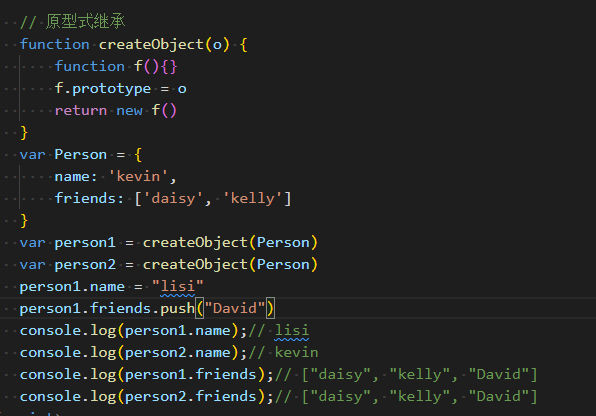 // 原型式继承
function createObject(o) {
function f(){}
f.prototype = o
return new f()
}
var Person = {
name: 'kevin',
friends: ['daisy', 'kelly']
}
var person1 = createObject(Person)
var person2 = createObject(Person)
person1.name = "lisi"
person1.friends.push("David")
console.log(person1.name);// lisi
console.log(person2.name);// kevin
console.log(person1.friends);// ["daisy", "kelly", "David"]
console.log(person2.friends);// ["daisy", "kelly", "David"]